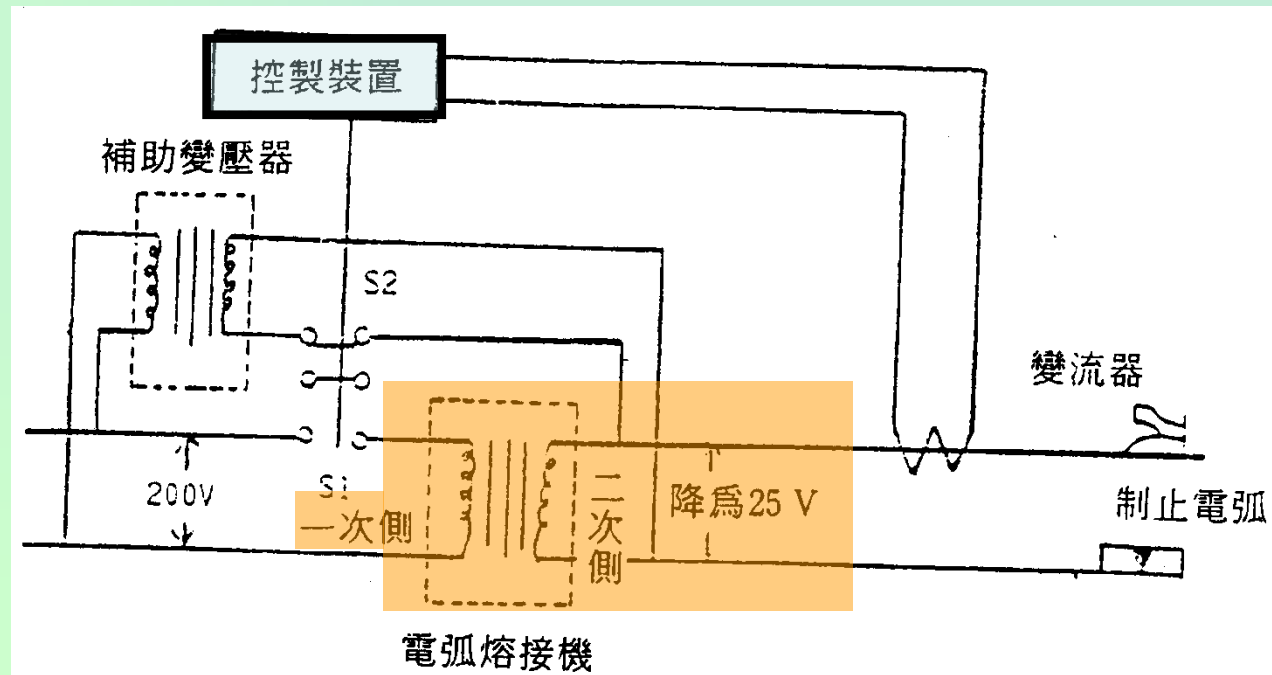 控製裝置
補助變壓器
S2
變流器
200V
S1
一次側
二次側
降爲25 V
制止電弧
電弧熔接機